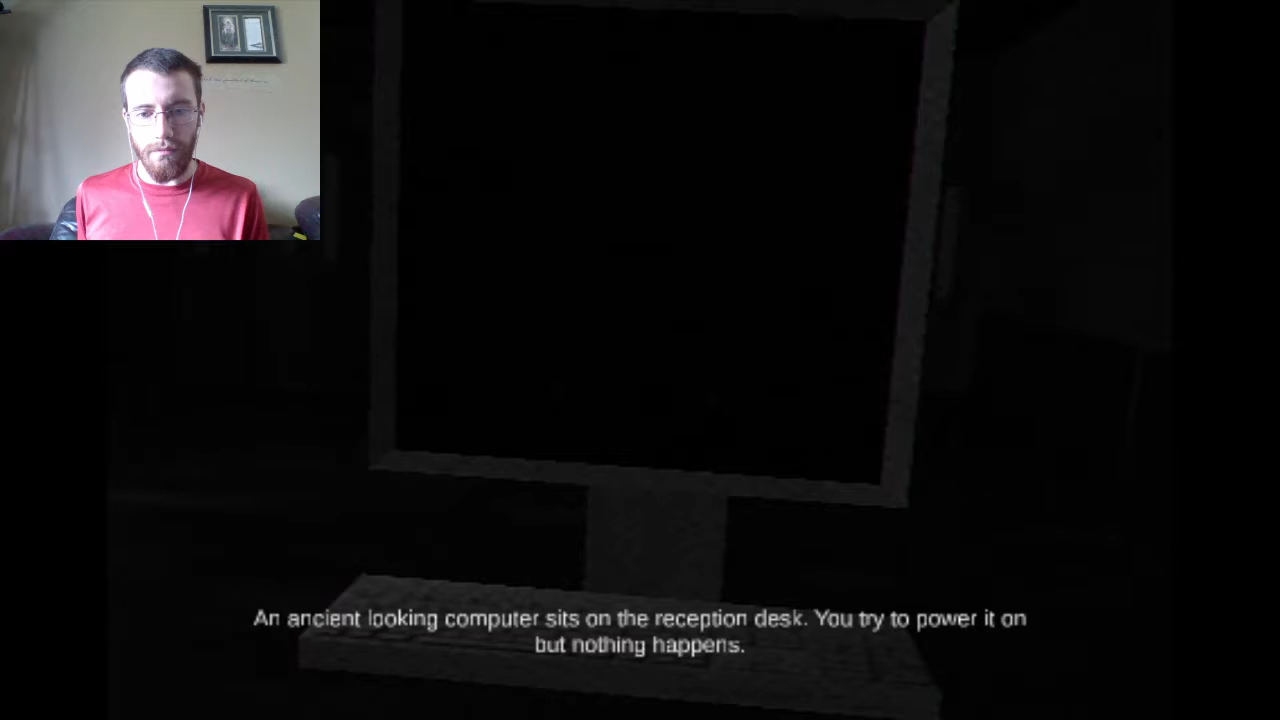 An ancient looking computer sits on the reception desk. You try to power it on
but nothing happens.